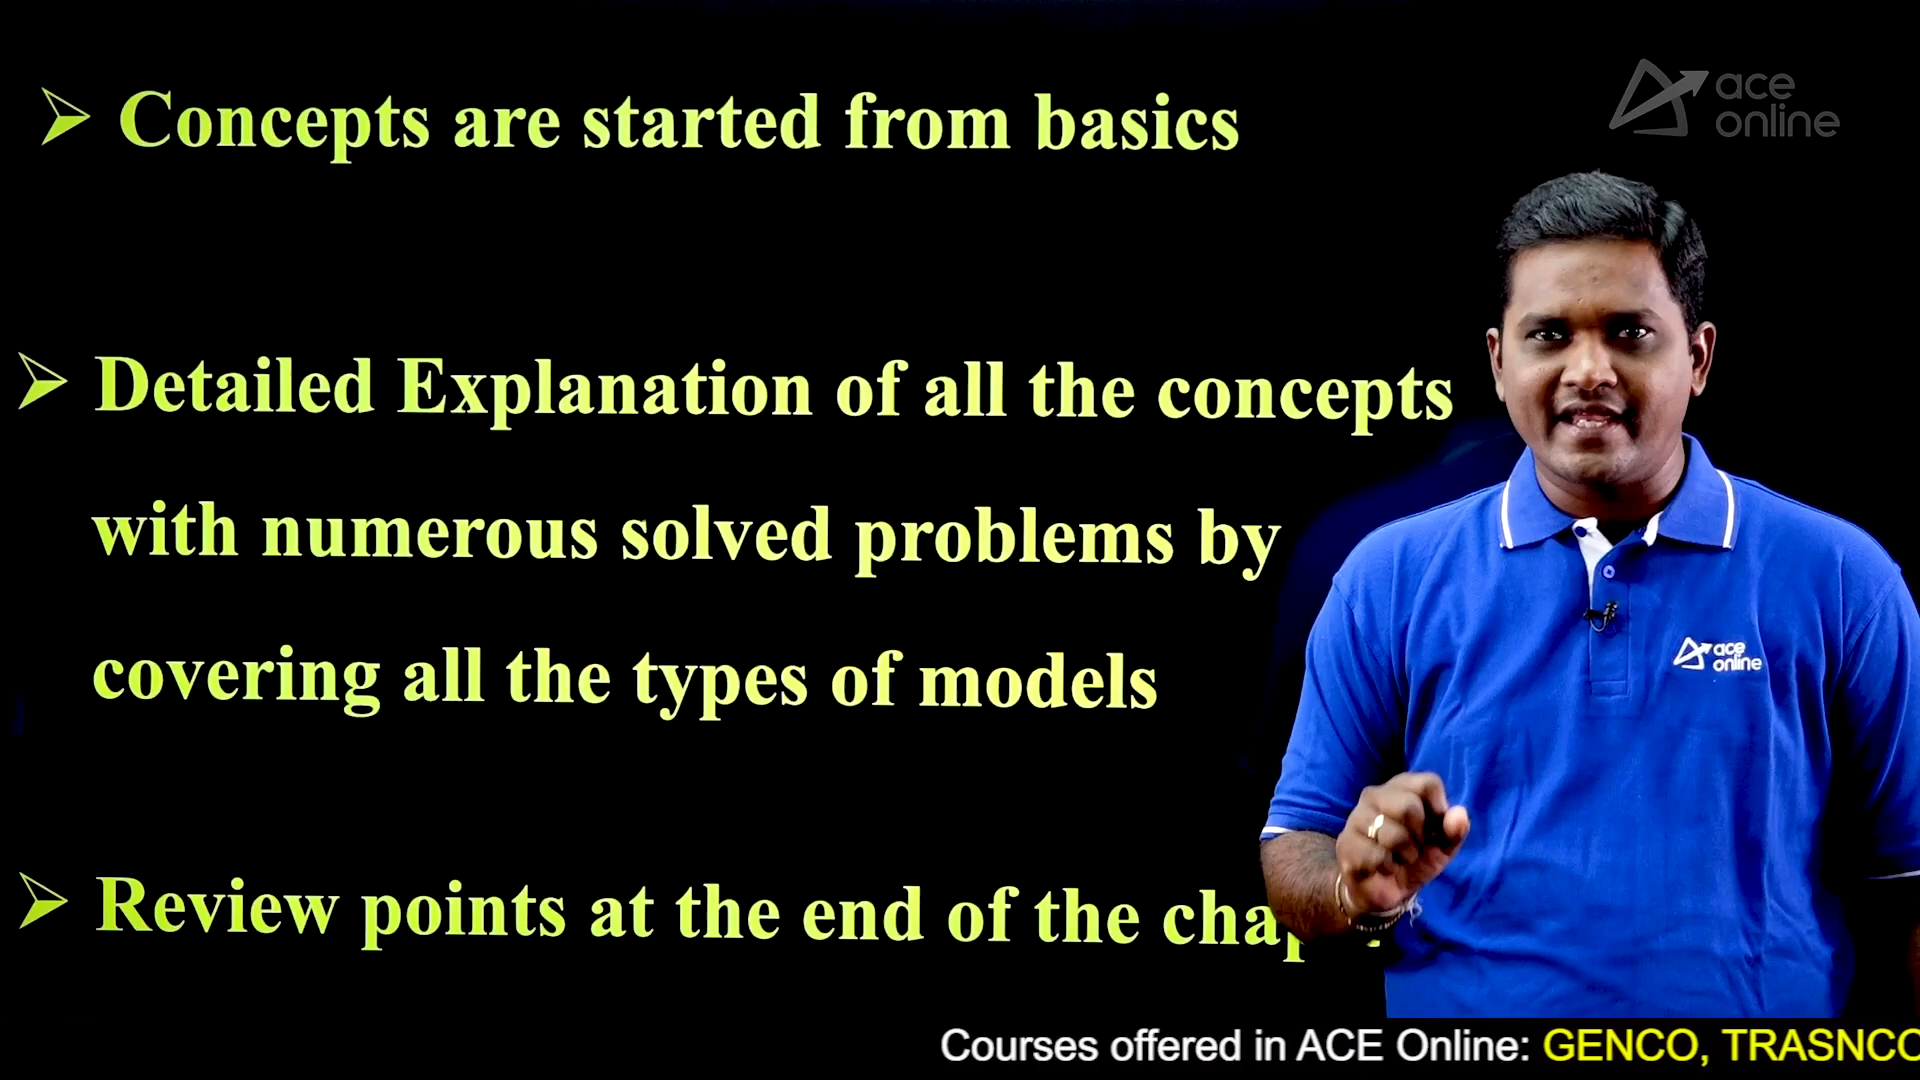 Concepts are started from basics
ace
online
Detailed Explanation of all the concepts
with numerous solved problems by
covering all the types of models
ace
online
Review points at the end of the
Courses offered in ACE Online: GENCO, TRASNCO